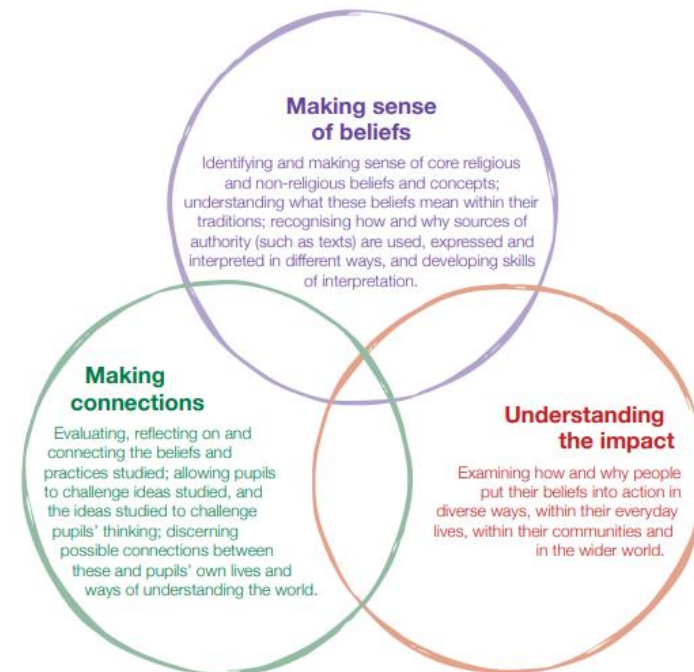 Making sense
of beliefs
Identifying and making sense of core religious
and non-religious beliefs and concepts;
understanding what these beliefs mean within their
traditions; recognising how and why sources of
authority (such as texts) are used, expressed and
interpreted in different ways, and developing skills
of interpretation.
Making
connections
Evaluating, reflecting on and
connecting the beliefs and
practices studied; allowing pupils
to challenge ideas studied, and
the ideas studied to challenge
pupils' thinking; discerning
possible connections between
these and pupils' own lives and
ways of understanding the world.
Understanding
the impact
Examining how and why people
put their beliefs into action in
diverse ways, within their everyday
lives, within their communities and
in the wider world.